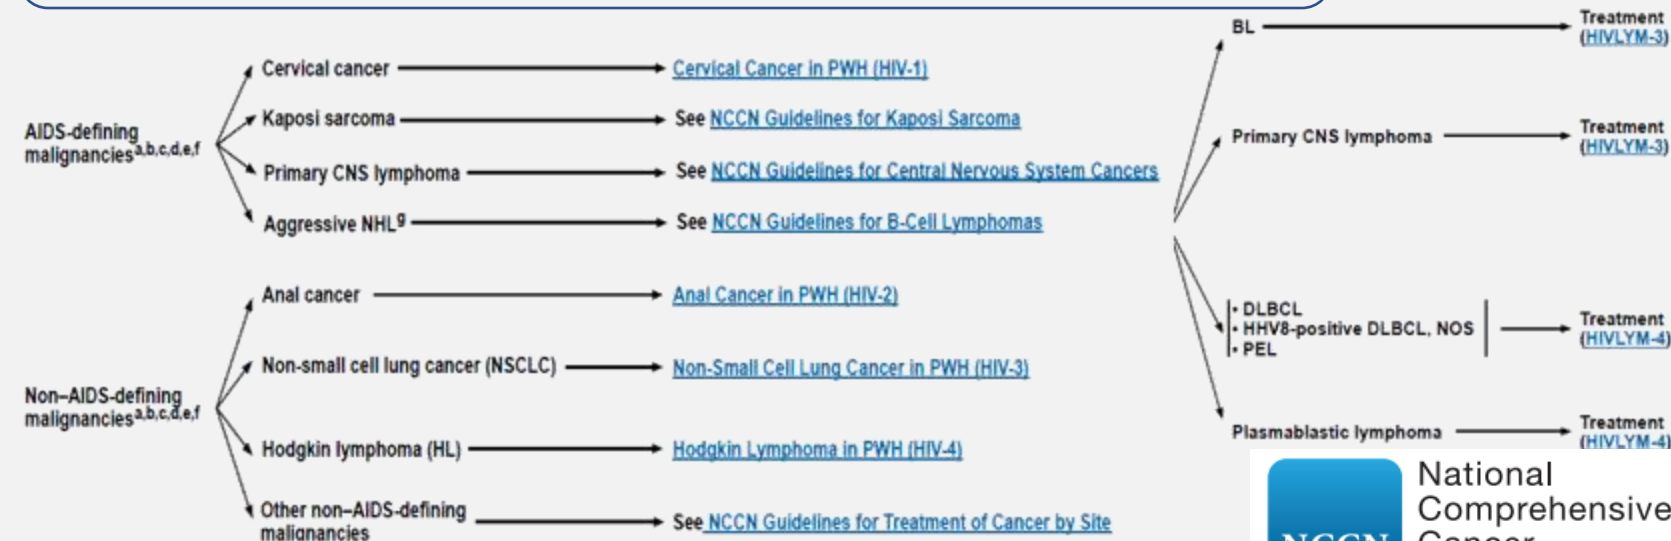 AIDS-defining
malignancies a,b,c,d,e,f
Cervical cancer
Cervical Cancer in PWH (HIV-1)
Kaposi sarcoma
See NCCN Guidelines for Kaposi Sarcoma
Primary CNS lymphoma
See NCCN Guidelines for Central Nervous System Cancers
Aggressive NHL g
See NCCN Guidelines for B-Cell Lymphomas
Non–AIDS-defining
malignancies a,b,c,d,e,f
Anal cancer
Anal Cancer in PWH (HIV-2)
Non-small cell lung cancer (NSCLC)
Non-Small Cell Lung Cancer in PWH (HIV-3)
Hodgkin lymphoma (HL)
Hodgkin Lymphoma in PWH (HIV-4)
Other non–AIDS-defining
malignancies
See NCCN Guidelines for Treatment of Cancer by Site
BL
Treatment
(HIVLYM-3)
Primary CNS lymphoma
Treatment
(HIVLYM-3)
• DLBCL
• HHV8-positive DLBCL, NOS
• PEL
Treatment
(HIVLYM-4)
Plasmablastic lymphoma
Treatment
(HIVLYM-4)
NCCN
National
Comprehensive
Cancer